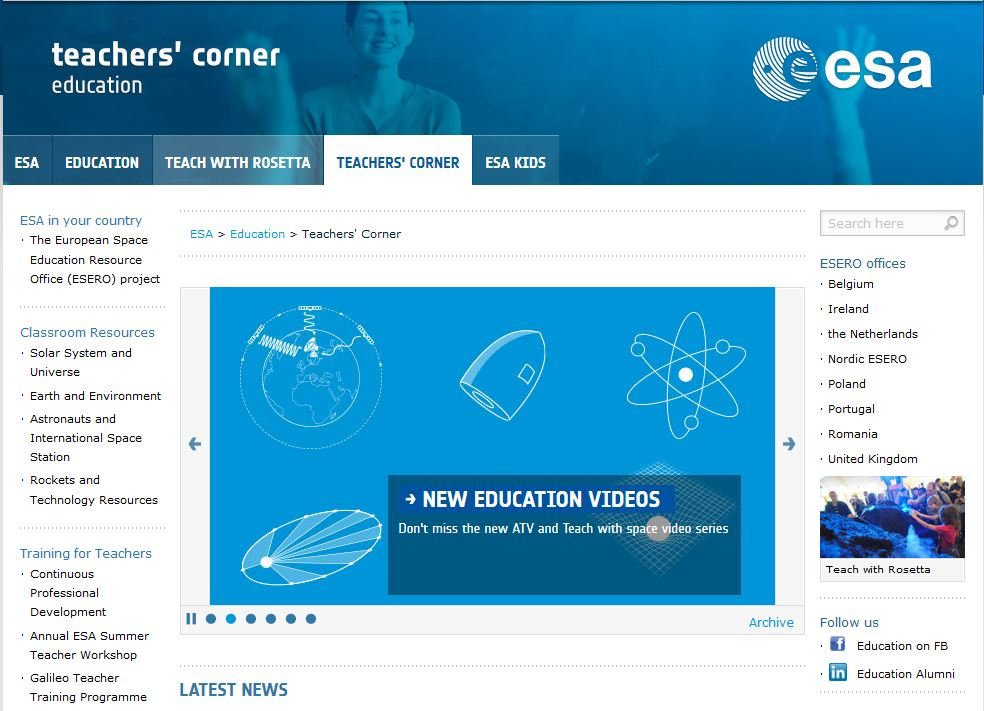 teachers' corner
education
esa
ESA
EDUCATION
TEACH WITH ROSETTA
TEACHERS' CORNER
ESA KIDS
ESA in your country
· The European Space
Education Resource
Office (ESERO) project
Classroom Resources
· Solar System and
Universe
· Earth and Environment
· Astronauts and
International Space
Station
· Rockets and
Technology Resources
Training for Teachers
· Continuous
Professional
Development
· Annual ESA Summer
Teacher Workshop
· Galileo Teacher
Training Programme
ESA > Education > Teachers' Corner
→ NEW EDUCATION VIDEOS
Don't miss the new ATV and Teach with space video series
Archive
LATEST NEWS
Search here
ESERO offices
· Belgium
· Ireland
· the Netherlands
· Nordic ESERO
· Poland
· Portugal
· Romania
· United Kingdom
Teach with Rosetta
Follow us
· f Education on FB
· in Education Alumni